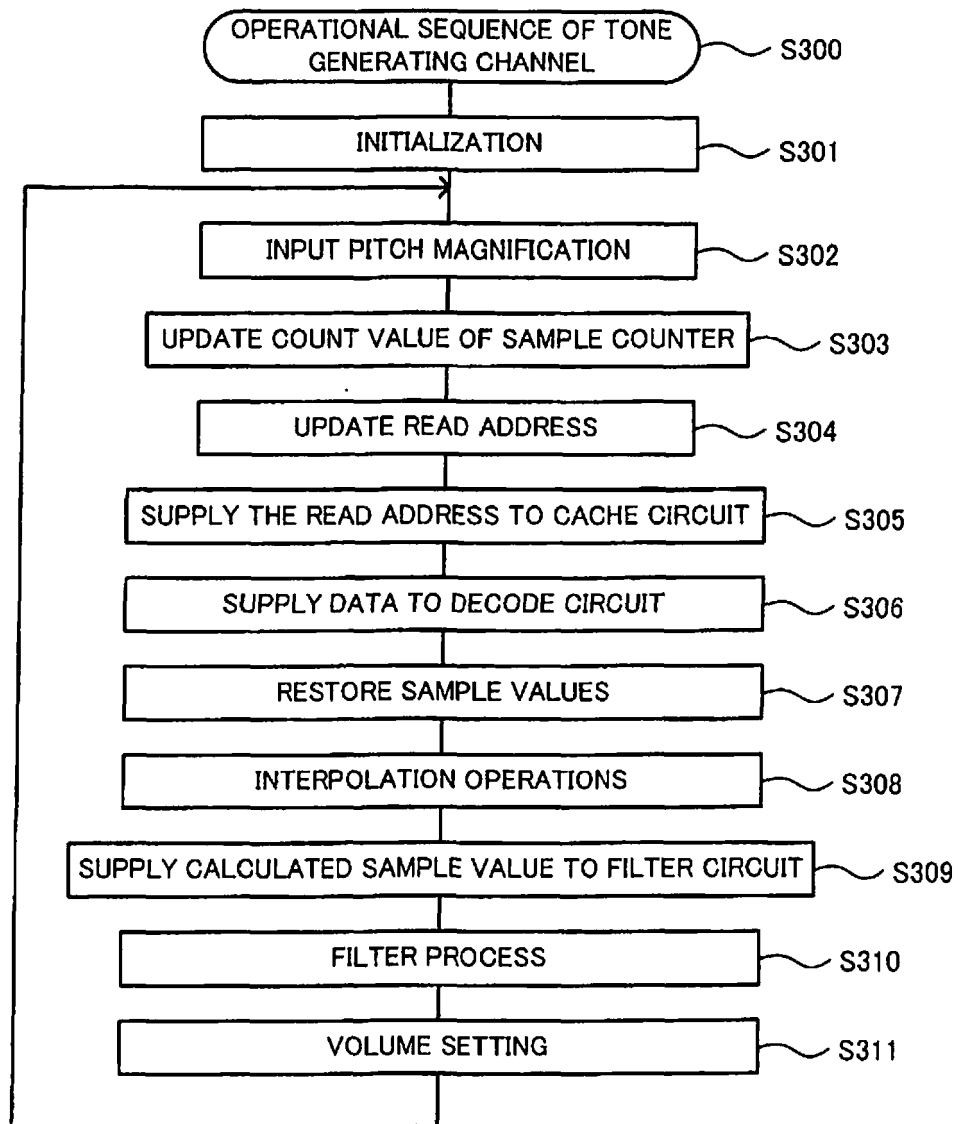 OPERATIONAL SEQUENCE OF TONE
GENERATING CHANNEL
S300
INITIALIZATION
S301
INPUT PITCH MAGNIFICATION
S302
UPDATE COUNT VALUE OF SAMPLE COUNTER
S303
UPDATE READ ADDRESS
S304
SUPPLY THE READ ADDRESS TO CACHE CIRCUIT
S305
SUPPLY DATA TO DECODE CIRCUIT
S306
RESTORE SAMPLE VALUES
S307
INTERPOLATION OPERATIONS
S308
SUPPLY CALCULATED SAMPLE VALUE TO FILTER CIRCUIT
S309
FILTER PROCESS
S310
VOLUME SETTING
S311